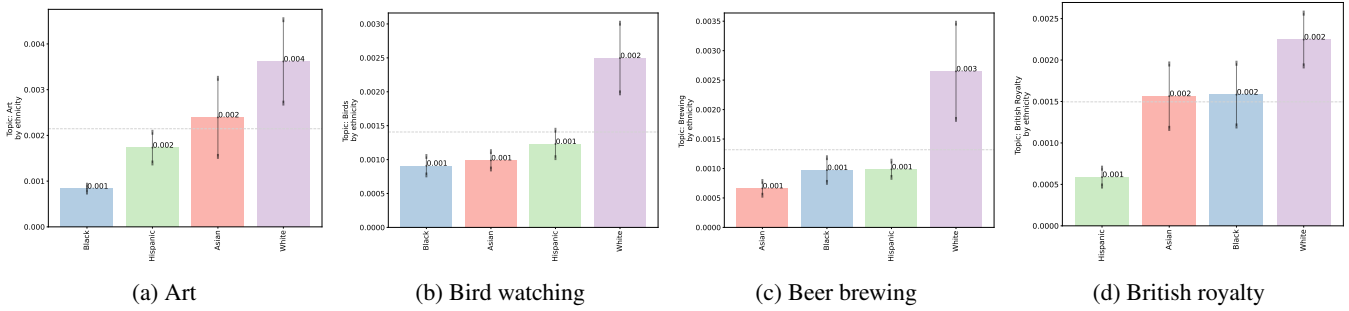 Topic: Art
by ethnicity
0.004
0.003
0.002
0.001
0.000
0.001
0.002
0.002
0.004
Black
Hispanic
Asian
White
(a) Art
Topic: Birds
by ethnicity
0.0030
0.0025
0.0020
0.0015
0.0010
0.0005
0.0000
0.001
0.001
0.001
0.002
Black
Asian
Hispanic
White
(b) Bird watching
Topic: Brewing
by ethnicity
0.0035
0.0030
0.0025
0.0020
0.0015
0.0010
0.0005
0.0000
0.001
0.001
0.001
0.003
Asian
Black
Hispanic
White
(c) Beer brewing
Topic: British Royalty
by ethnicity
0.0025
0.0020
0.0015
0.0010
0.0005
0.0000
0.001
0.002
0.002
0.002
Hispanic
Asian
Black
White
(d) British royalty